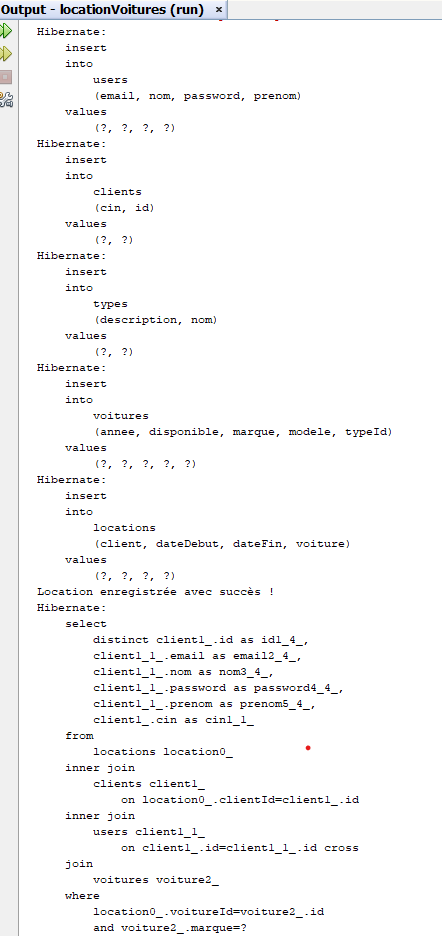 Output - locationVoitures (run) ×
Hibernate:
insert
into
users
(email, nom, password, prenom)
values
(?, ?, ?, ?)
Hibernate:
insert
into
clients
(cin, id)
values
(?, ?)
Hibernate:
insert
into
types
(description, nom)
values
(?, ?)
Hibernate:
insert
into
voitures
(annee, disponible, marque, modele, typeId)
values
(?, ?, ?, ?, ?)
Hibernate:
insert
into
locations
(client, dateDebut, dateFin, voiture)
values
(?, ?, ?, ?)
Location enregistrée avec succès !
Hibernate:
select
distinct client1_.id as id1_4_,
client1_1_.email as email2_4_,
client1_1_.nom as nom3_4_,
client1_1_.password as password4_4_,
client1_1_.prenom as prenom5_4_,
client1_.cin as cin1_1_
from
locations location0_
inner join
clients client1_
on location0_.clientId=client1_.id
inner join
users client1_1_
on client1_.id=client1_1_.id cross
join
voitures voiture2_
where
location0_.voitureId=voiture2_.id
and voiture2_.marque=?